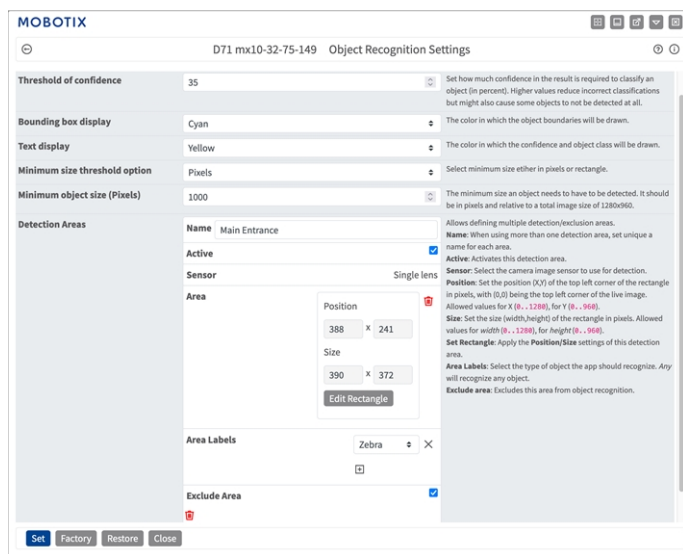 MOBOTIX
D71 mx10-32-75-149 Object Recognition Settings
Threshold of confidence
35
Set how much confidence in the result is required to classify an
object (in percent). Higher values reduce incorrect classifications
but might also cause some objects to not be detected at all.
Bounding box display
Cyan
The color in which the object boundaries will be drawn.
Text display
Yellow
The color in which the confidence and object class will be drawn.
Minimum size threshold option
Pixels
Select minimum size etiher in pixels or rectangle.
Minimum object size (Pixels)
1000
The minimum size an object needs to have to be detected. It should
be in pixels and relative to a total image size of 1280x960.
Detection Areas
Name Main Entrance
Active
Sensor Single lens
Area
Position
388 x 241
Size
390 x 372
Edit Rectangle
Area Labels
Zebra
Exclude Area
Allows defining multiple detection/exclusion areas.
Name: When using more than one detection area, set unique a
name for each area.
Active: Activates this detection area.
Sensor: Select the camera image sensor to use for detection.
Position: Set the position (X,Y) of the top left corner of the rectangle
in pixels, with (0,0) being the top left corner of the live image.
Allowed values for X (0..1280), for Y (0..960).
Size: Set the size (width,height) of the rectangle in pixels. Allowed
values for width (0..1280), for height (0..960).
Set Rectangle: Apply the Position/Size settings of this detection
area.
Area Labels: Select the type of object the app should recognize. Any
will recognize any object.
Exclude area: Excludes this area from object recognition.
Set Factory Restore Close